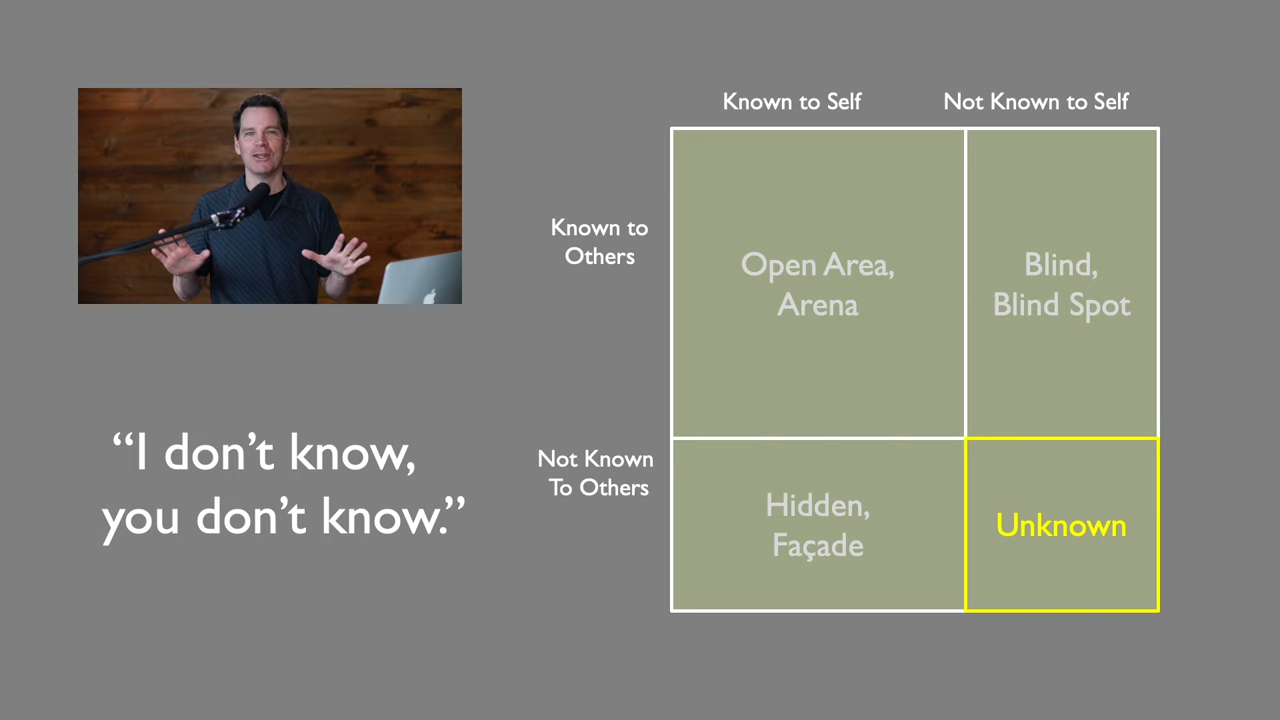 Known to Self
Not Known to Self
Known to
Others
Open Area,
Arena
Blind,
Blind Spot
“I don’t know,
you don’t know.”
Not Known
To Others
Hidden,
Façade
Unknown